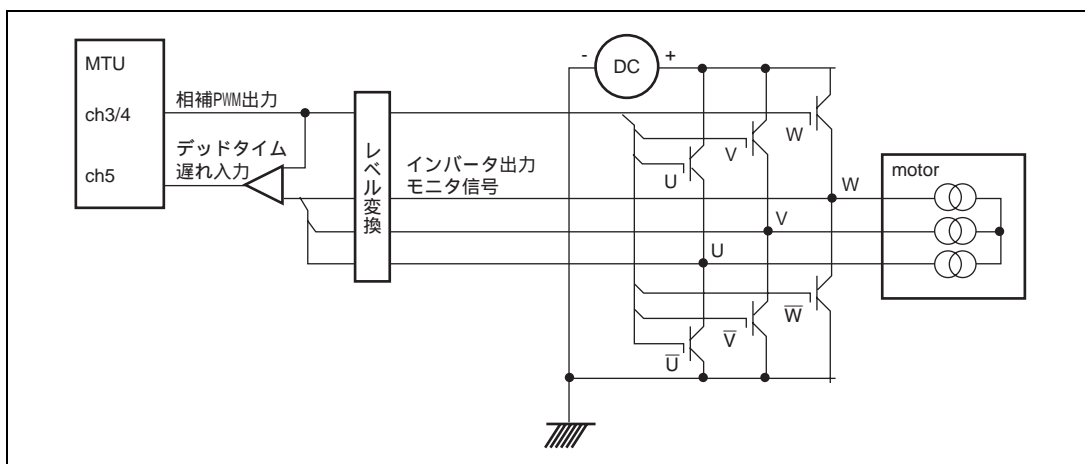 MTU
ch3/4
ch5
相補PWM出力
デッドタイム
遅れ入力
レベル変換
インバータ出力
モニタ信号
- DC +
U
V
W
W
V
U
U̅
V̅
W̅
motor